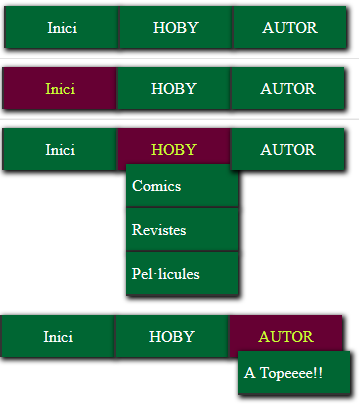 Inici HOBY AUTOR
Inici HOBY AUTOR
Inici HOBY AUTOR
Comics
Revistes
Pel·licules
Inici HOBY AUTOR
A Topeeee!!